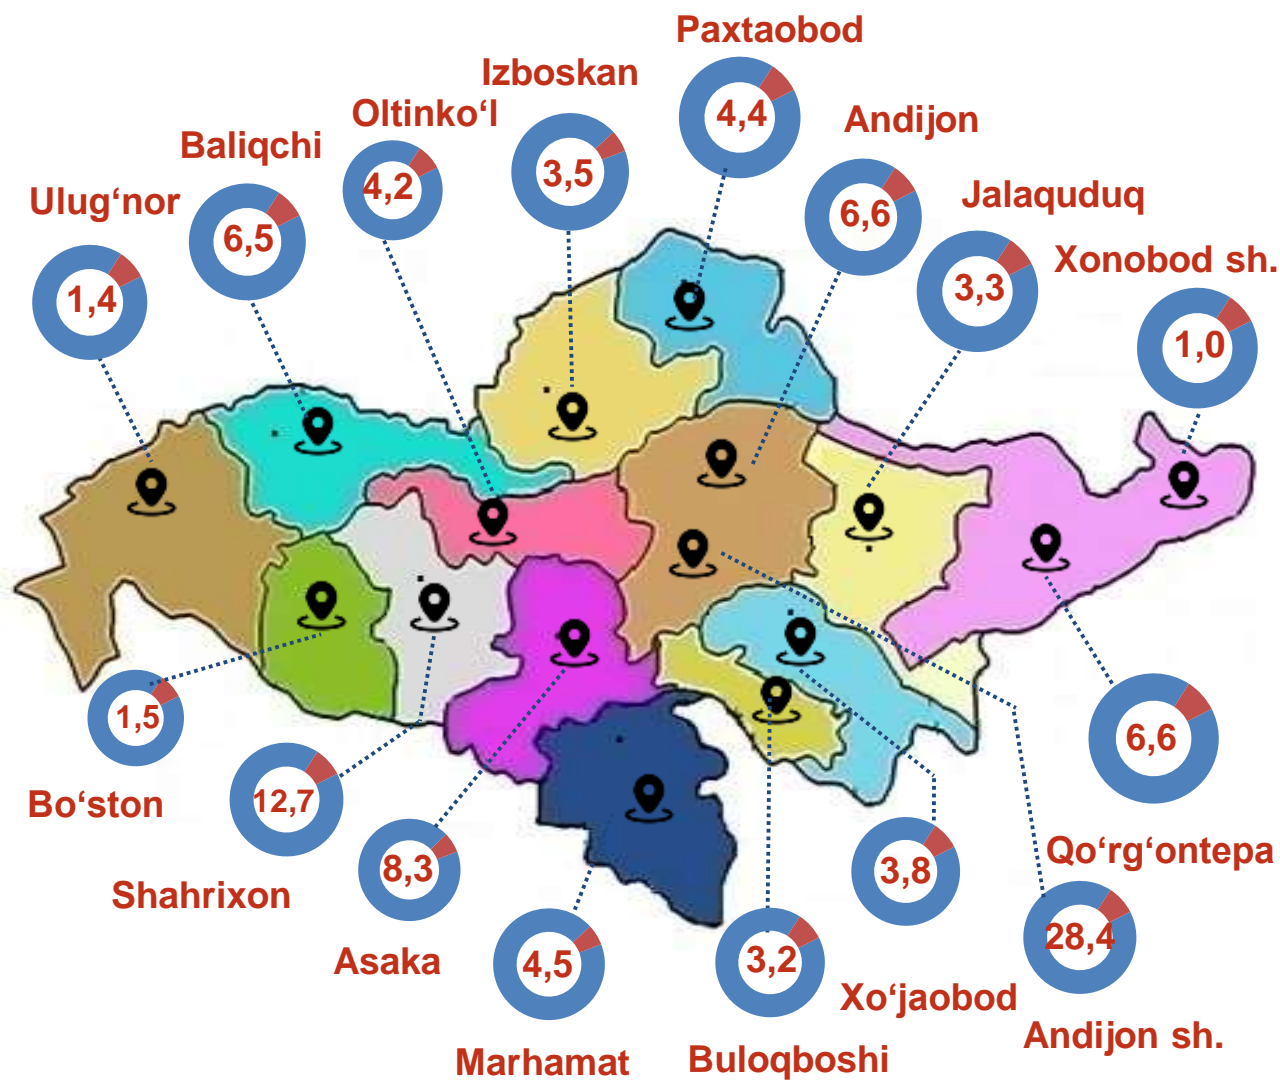 Paxtaobod
4,4
Izboskan
3,5
Oltinko‘l
4,2
Andijon
6,6
Baliqchi
6,5
Jalaquduq
3,3
Ulug‘nor
1,4
Xonobod sh.
1,0
1,5
Bo‘ston
12,7
Shahrixon
8,3
Asaka
4,5
Marhamat
3,2
Buloqboshi
3,8
Xo‘jaobod
6,6
Qo‘rg‘ontepa
28,4
Andijon sh.